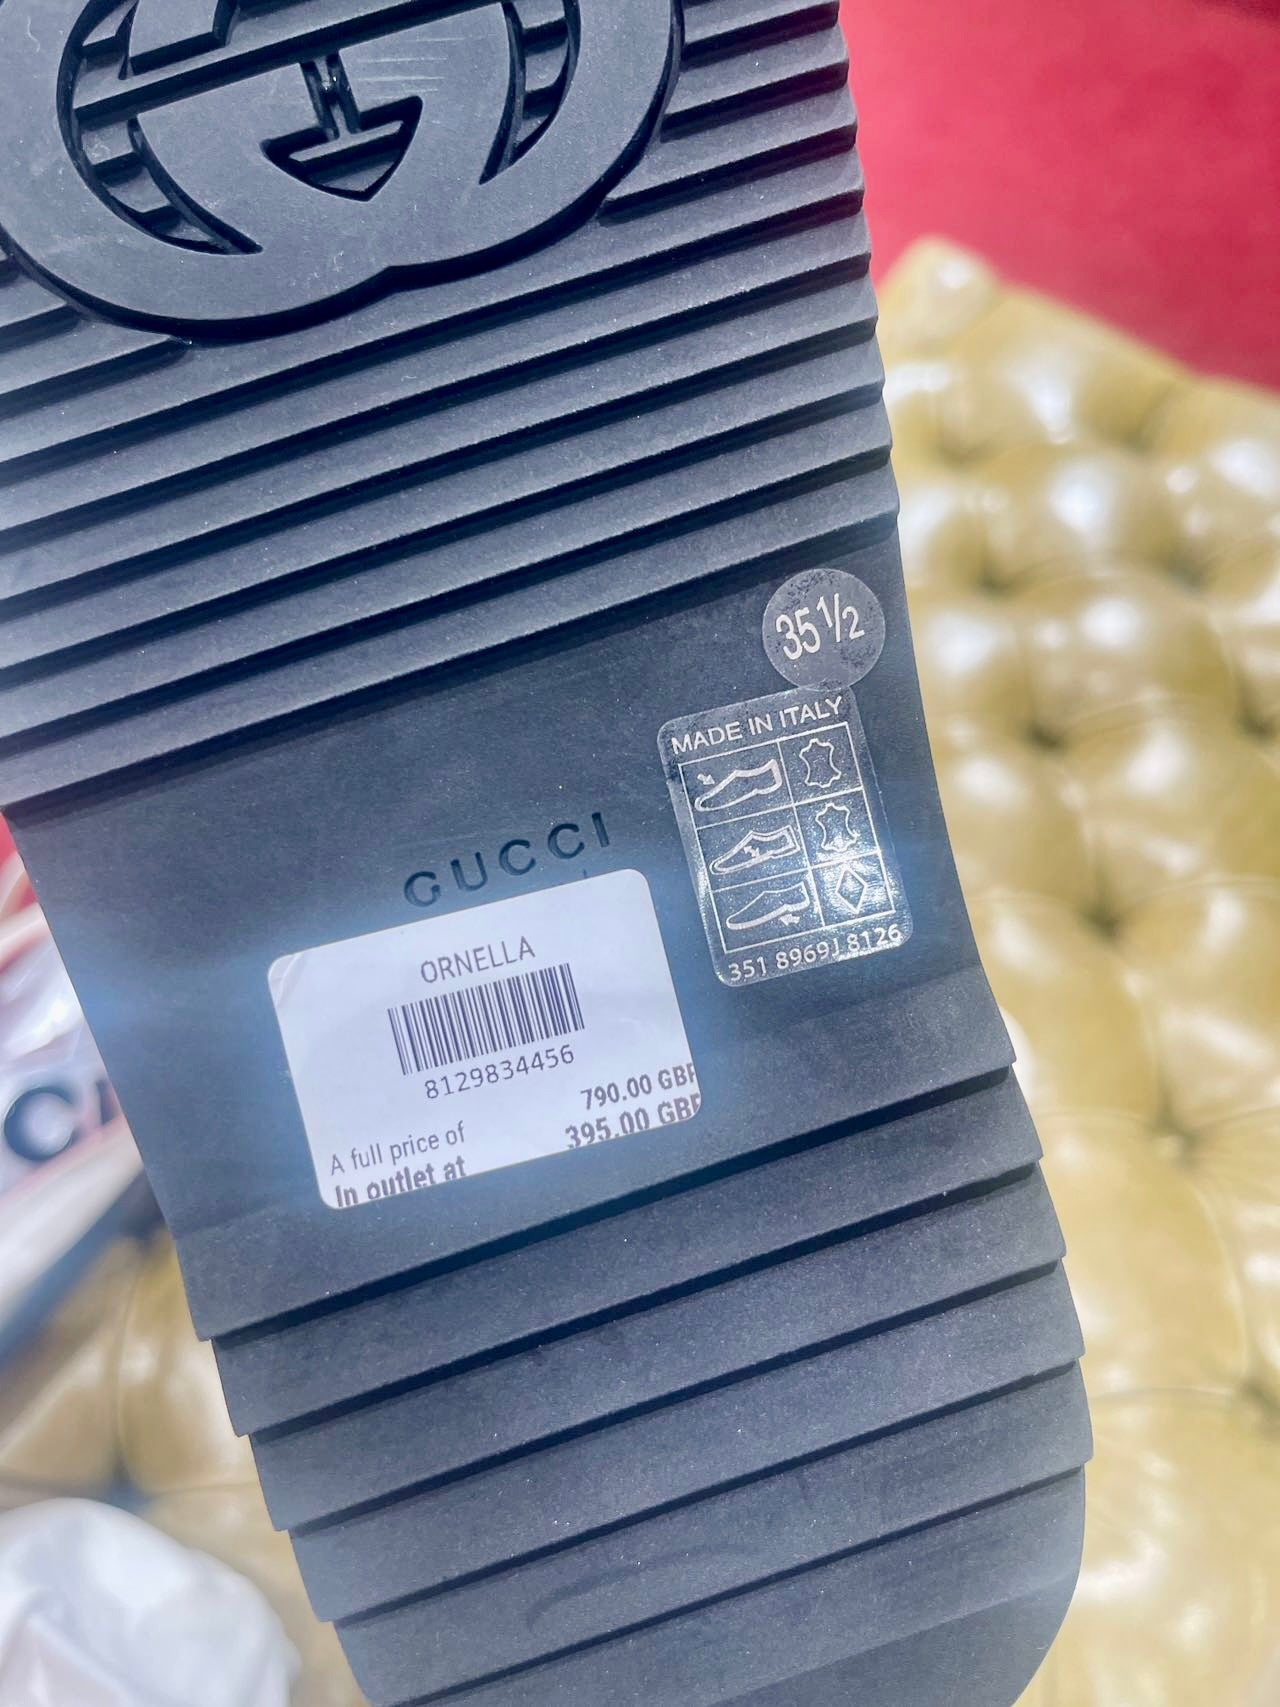 35 1/2
MADE IN ITALY
351 8969J 8126
GUCCI
ORNELLA
8129834456
790.00 GBP
A full price of
395.00 GBP
In outlet at